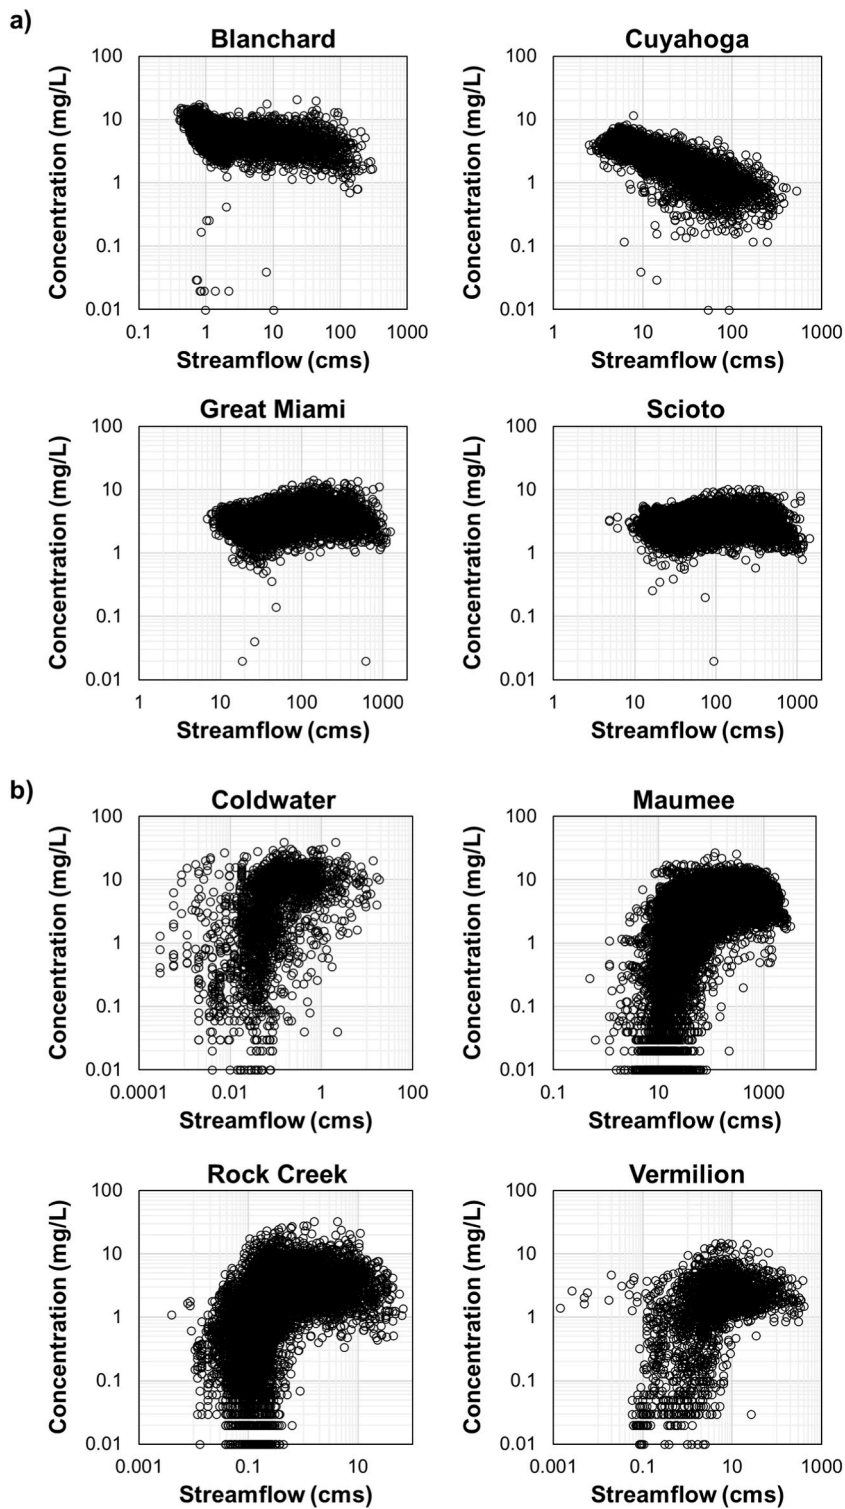 a)
Blanchard
Concentration (mg/L)
100
10
1
0.1
0.01
0.1 1 10 100 1000
Streamflow (cms)
Cuyahoga
Concentration (mg/L)
100
10
1
0.1
0.01
1 10 100 1000
Streamflow (cms)
Great Miami
Concentration (mg/L)
100
10
1
0.1
0.01
1 10 100 1000
Streamflow (cms)
Scioto
Concentration (mg/L)
100
10
1
0.1
0.01
1 10 100 1000
Streamflow (cms)
b)
Coldwater
Concentration (mg/L)
100
10
1
0.1
0.01
0.0001 0.01 1 100
Streamflow (cms)
Maumee
Concentration (mg/L)
100
10
1
0.1
0.01
0.1 10 1000
Streamflow (cms)
Rock Creek
Concentration (mg/L)
100
10
1
0.1
0.01
0.001 0.1 10
Streamflow (cms)
Vermilion
Concentration (mg/L)
100
10
1
0.1
0.01
0.001 0.1 10 1000
Streamflow (cms)